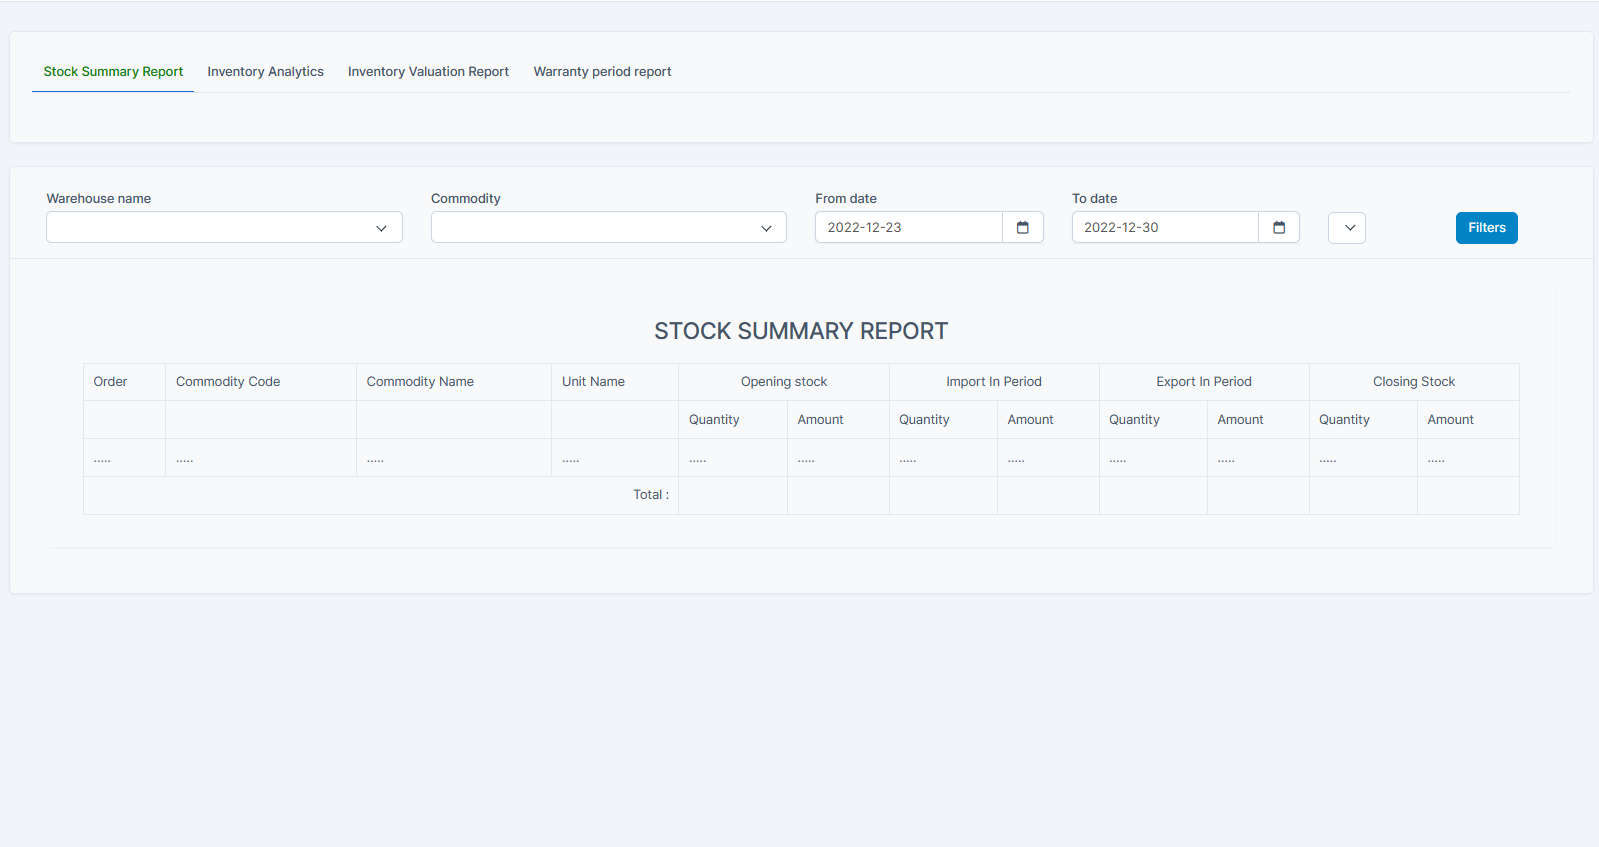 Stock Summary Report Inventory Analytics Inventory Valuation Report Warranty period report
Warehouse name Commodity From date To date
2022-12-23 2022-12-30 Filters
STOCK SUMMARY REPORT
Order Commodity Code Commodity Name Unit Name Opening stock Import In Period Export In Period Closing Stock
Quantity Amount Quantity Amount Quantity Amount Quantity Amount
..... ..... ..... ..... ..... ..... ..... ..... ..... ..... ..... .....
Total :